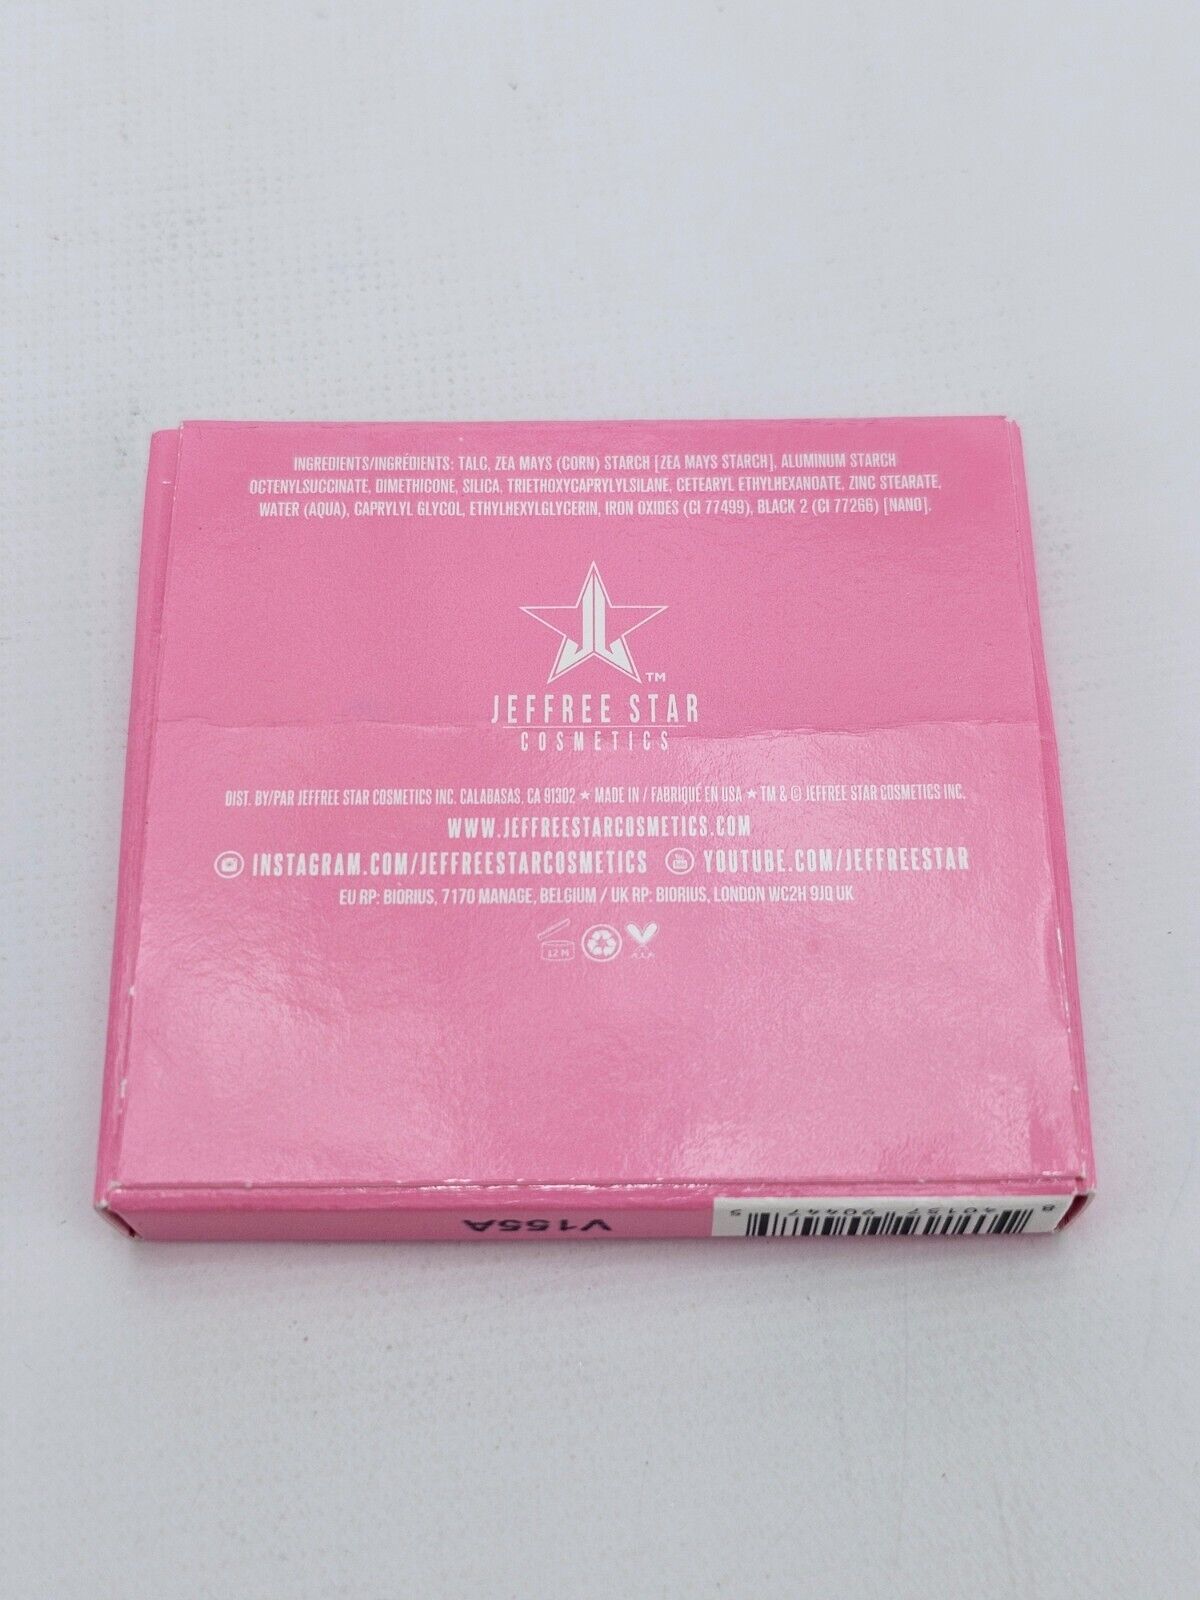 INGREDIENTS/INGRÉDIENTS: TALC, ZEA MAYS (CORN) STARCH [ZEA MAYS STARCH], ALUMINUM STARCH
OCTENYLSUCCINATE, DIMETHICONE, SILICA, TRIETHOXYCAPRYLYLSILANE, CETEARYL ETHYLHEXANOATE, ZINC STEARATE,
WATER (AQUA), CAPRYLYL GLYCOL, ETHYLHEXYLGLYCERIN, IRON OXIDES (CI 77499), BLACK 2 (CI 77266) [NANO].
TM
JEFFREE STAR
COSMETICS
DIST. BY/PAR JEFFREE STAR COSMETICS INC. CALABASAS, CA 91302 ★ MADE IN / FABRIQUÉ EN USA ★ TM & © JEFFREE STAR COSMETICS INC.
WWW.JEFFREESTARCOSMETICS.COM
INSTAGRAM.COM/JEFFREESTARCOSMETICS YOUTUBE.COM/JEFFREESTAR
EU RP: BIORIUS, 7170 MANAGE, BELGIUM / UK RP: BIORIUS, LONDON WC2H 9JQ UK
12 M
V155A
8 40137 90447 5